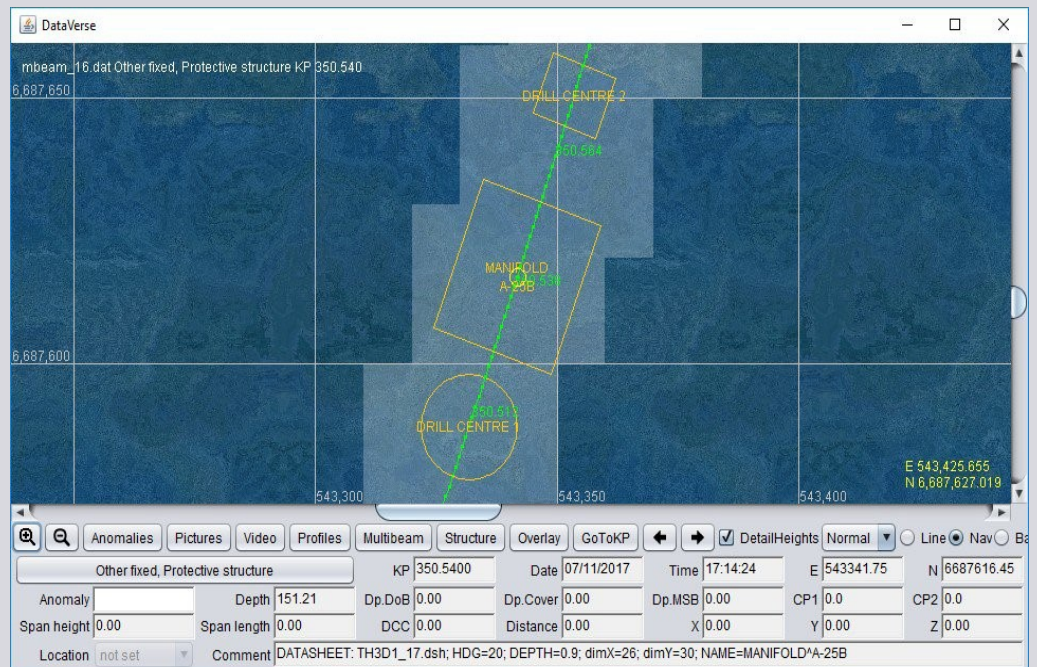 DataVerse
mbeam_16.dat Other fixed, Protective structure KP 350.540
6,687,650
DRILL CENTRE 2
350.564
MANIFOLD
A-25B
6,687,600
DRILL CENTRE 1
E 543,425.655
N 6,687,627.019
543,300 543,350 543,400
Anomalies Pictures Video Profiles Multibeam Structure Overlay GoToKP DetailHeights Normal Line Nav Ba
Other fixed, Protective structure KP 350.5400 Date 07/11/2017 Time 17:14:24 E 543341.75 N 6687616.45
Anomaly Depth 151.21 Dp.DoB 0.00 Dp.Cover 0.00 Dp.MSB 0.00 CP1 0.0 CP2 0.0
Span height 0.00 Span length 0.00 DCC 0.00 Distance 0.00 X 0.00 Y 0.00 Z 0.00
Location not set Comment DATASHEET: TH3D1_17.dsh; HDG=20; DEPTH=0.9; dimX=26; dimY=30; NAME=MANIFOLD^A-25B